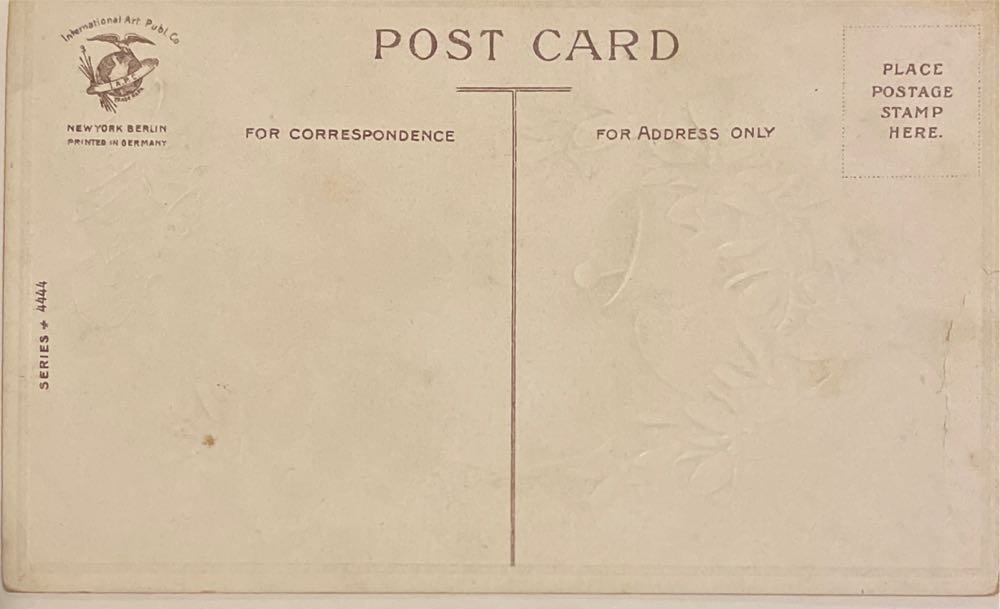 International Art Publ. Co
I.A.P.C.
TRADE MARK
NEW YORK BERLIN
PRINTED IN GERMANY
POST CARD
PLACE
POSTAGE
STAMP
HERE.
FOR CORRESPONDENCE
FOR ADDRESS ONLY
SERIES + 4444